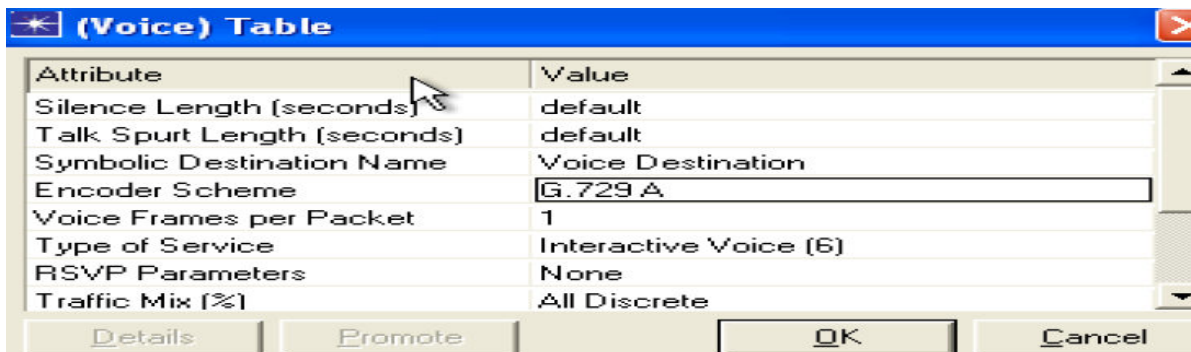 (Voice) Table
Attribute Value
Silence Length (seconds) default
Talk Spurt Length (seconds) default
Symbolic Destination Name Voice Destination
Encoder Scheme G.729 A
Voice Frames per Packet 1
Type of Service Interactive Voice (6)
RSVP Parameters None
Traffic Mix (%) All Discrete
Details Promote OK Cancel